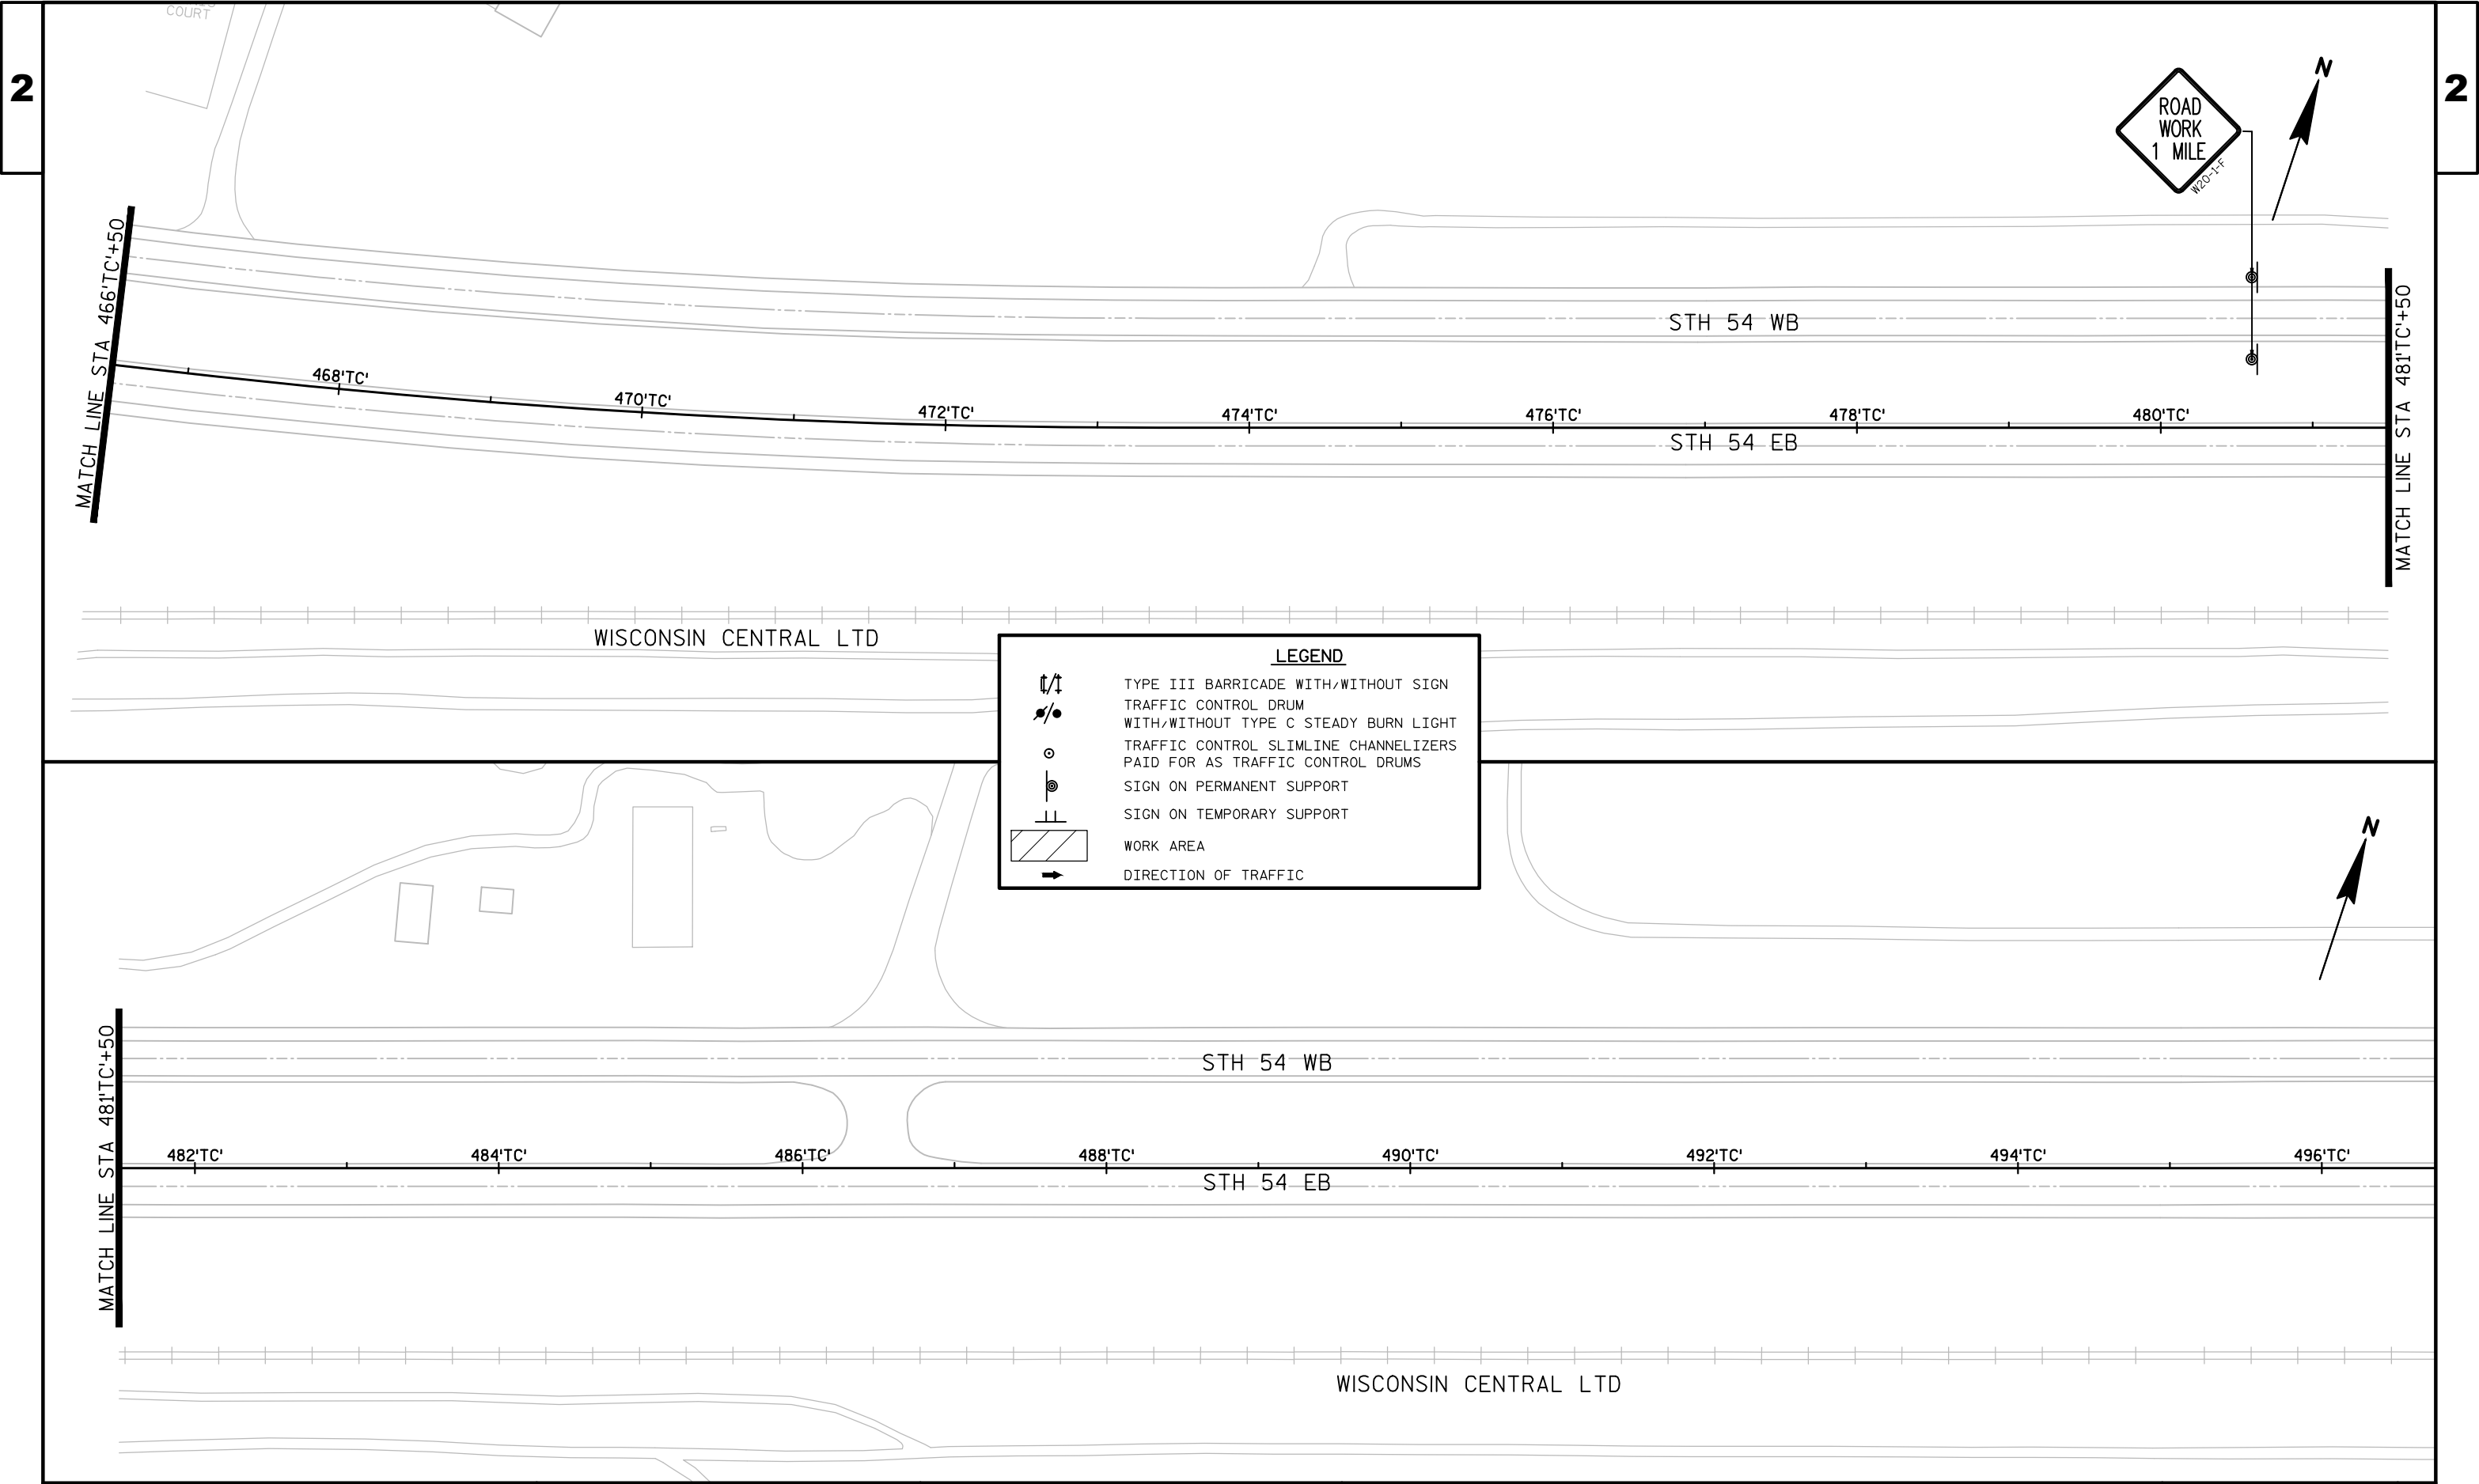 COURT
2
2
N
ROAD
WORK
1 MILE
W20-1-F
MATCH LINE STA 466'TC'+50
STH 54 WB
468'TC'
470'TC'
472'TC'
474'TC'
476'TC'
478'TC'
480'TC'
STH 54 EB
MATCH LINE STA 481'TC'+50
WISCONSIN CENTRAL LTD
LEGEND
TYPE III BARRICADE WITH/WITHOUT SIGN
TRAFFIC CONTROL DRUM
WITH/WITHOUT TYPE C STEADY BURN LIGHT
TRAFFIC CONTROL SLIMLINE CHANNELIZERS
PAID FOR AS TRAFFIC CONTROL DRUMS
SIGN ON PERMANENT SUPPORT
SIGN ON TEMPORARY SUPPORT
WORK AREA
DIRECTION OF TRAFFIC
N
MATCH LINE STA 481'TC'+50
STH 54 WB
482'TC'
484'TC'
486'TC'
488'TC'
490'TC'
492'TC'
494'TC'
496'TC'
STH 54 EB
WISCONSIN CENTRAL LTD